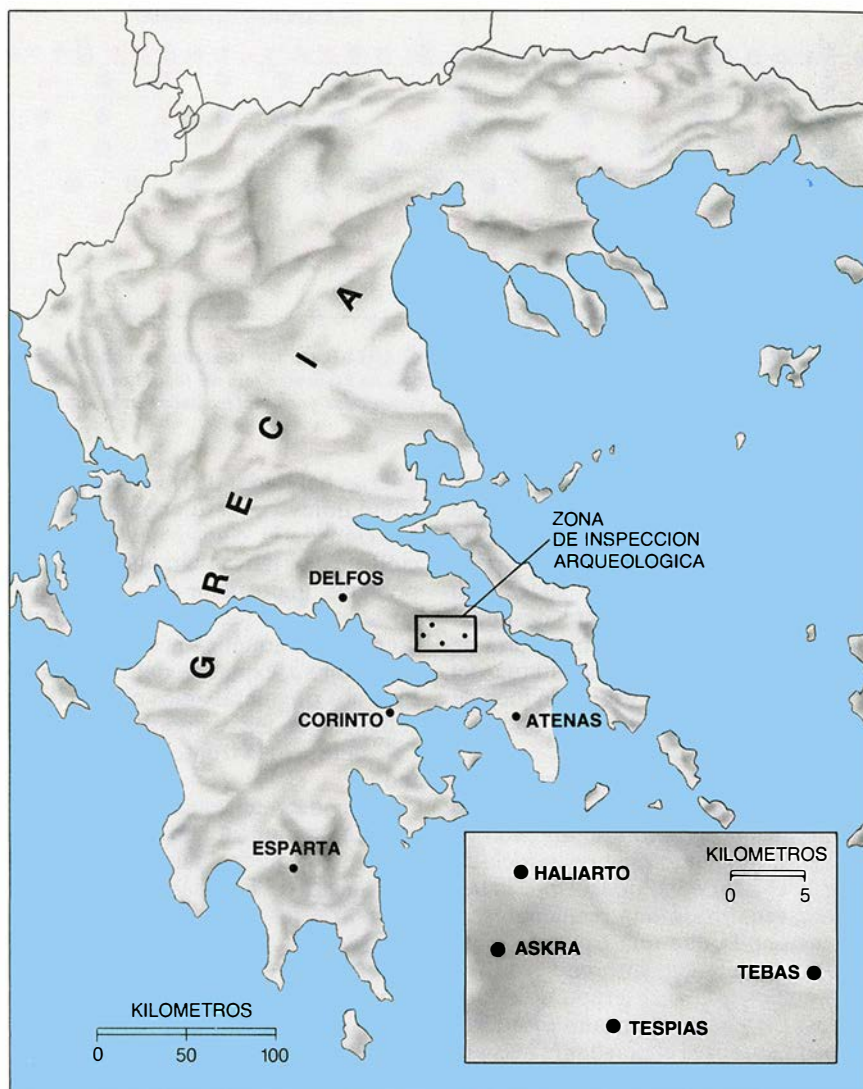 GRECIA
ZONA
DE INSPECCION
ARQUEOLOGICA
DELFOS
CORINTO
ATENAS
ESPARTA
KILOMETROS
0 50 100
KILOMETROS
0 5
HALIARTO
ASKRA
TEBAS
TESPIAS